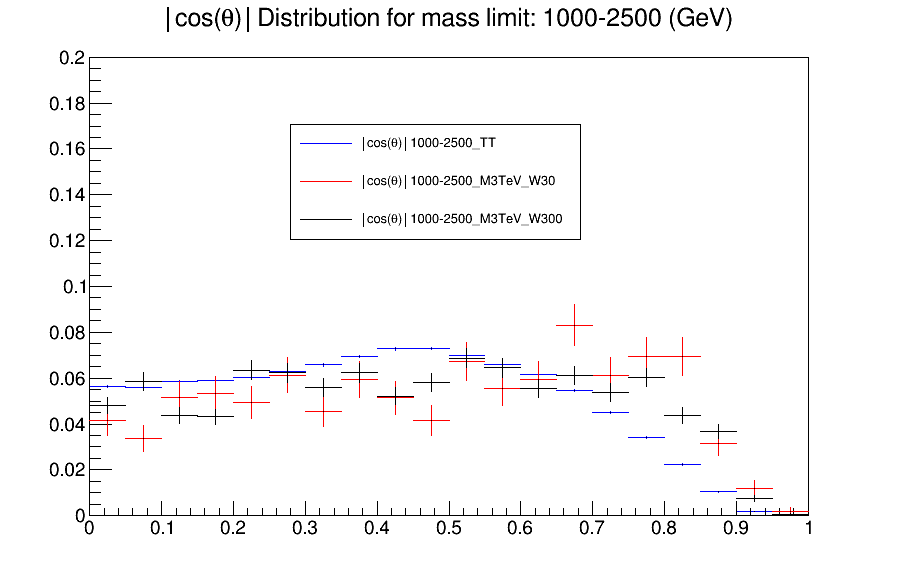 |cos(θ)| Distribution for mass limit: 1000-2500 (GeV)
0.2
0.18
0.16
0.14
0.12
0.1
0.08
0.06
0.04
0.02
0
|cos(θ)| 1000-2500_TT
|cos(θ)| 1000-2500_M3TeV_W30
|cos(θ)| 1000-2500_M3TeV_W300
0 0.1 0.2 0.3 0.4 0.5 0.6 0.7 0.8 0.9 1